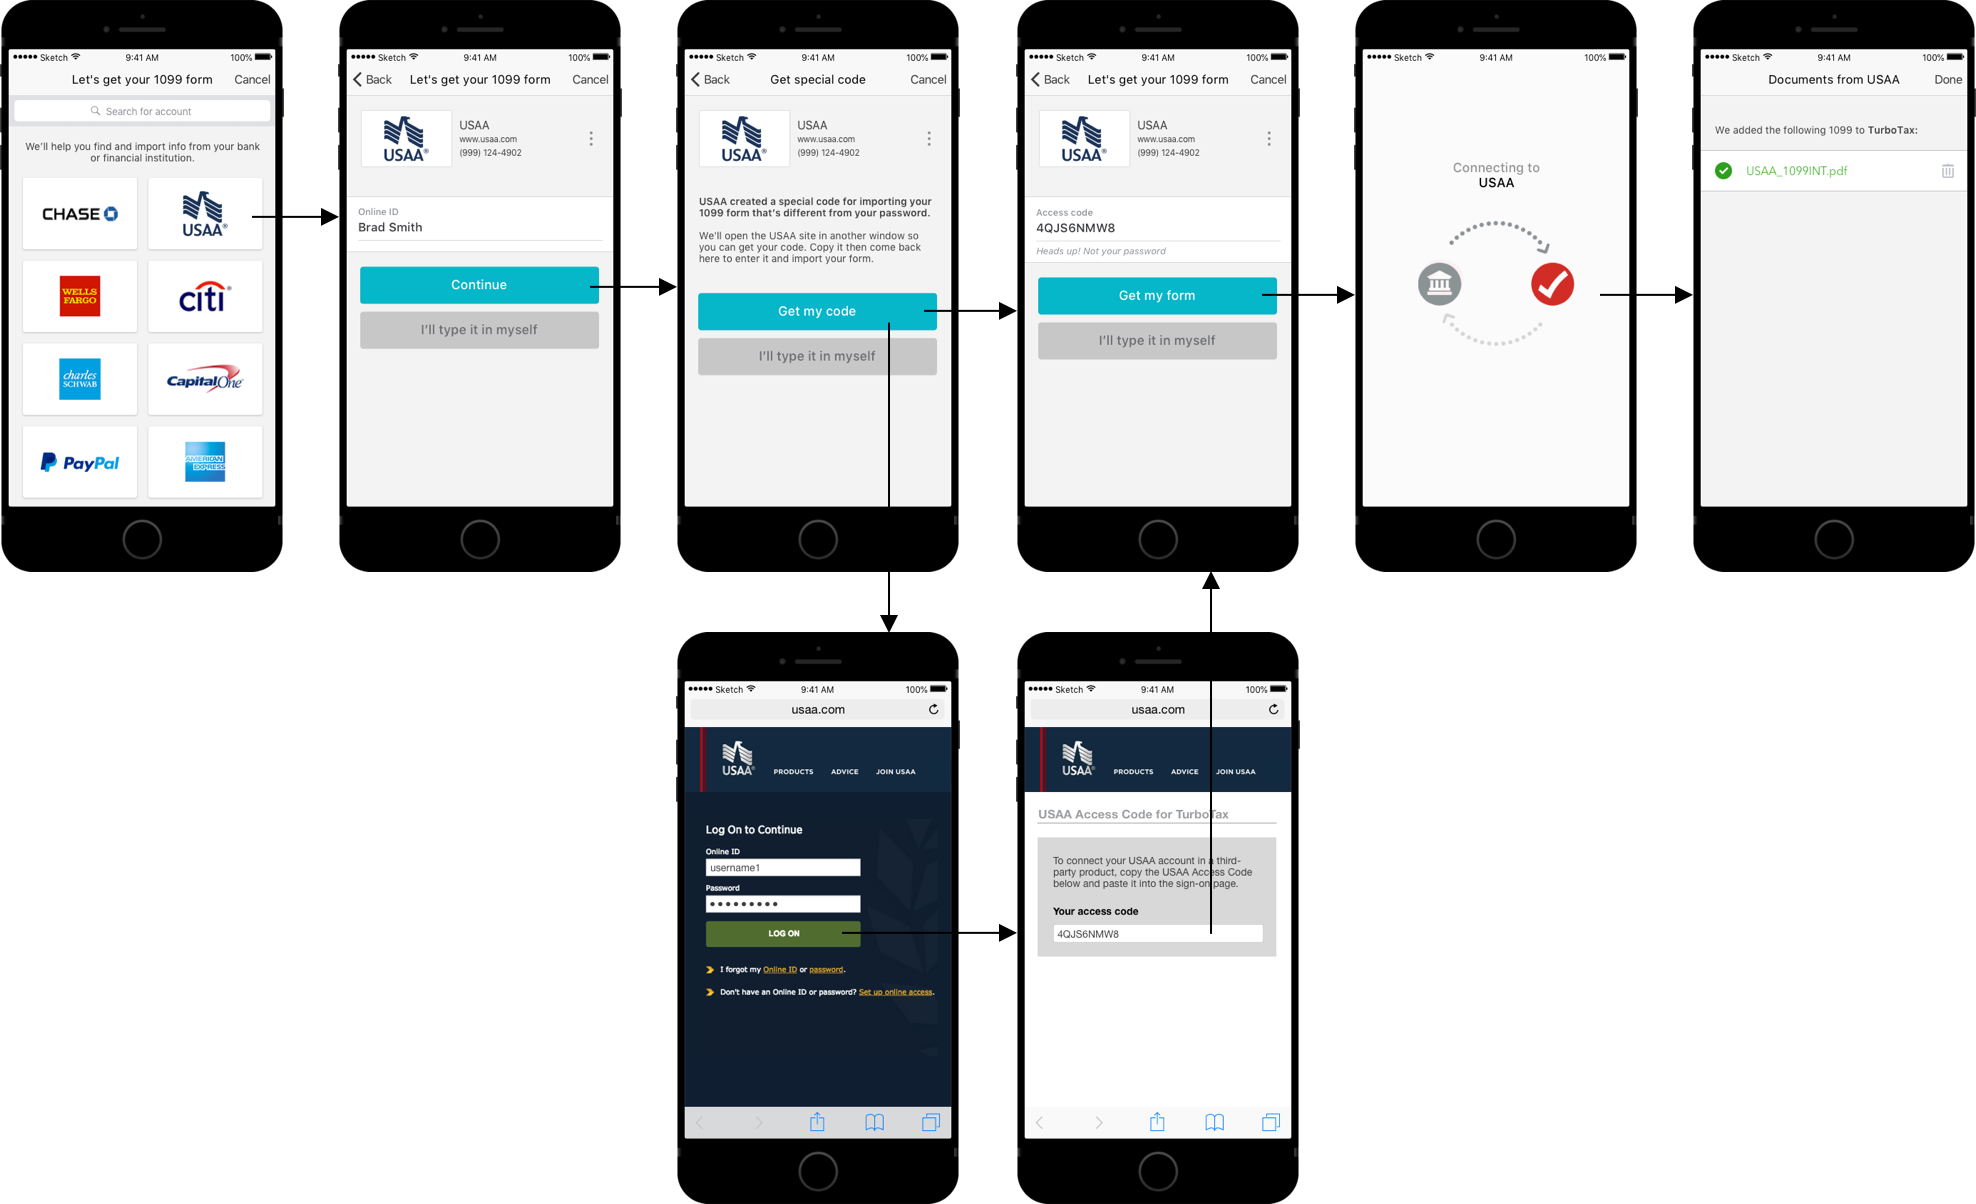 Sketch 9:41 AM 100%
Let's get your 1099 form Cancel
Search for account
We'll help you find and import info from your bank
or financial institution.
CHASE
USAA®
WELLS
FARGO
citi®
charles
SCHWAB
CapitalOne
PayPal
AMERICAN
EXPRESS
Sketch 9:41 AM 100%
Back Let's get your 1099 form Cancel
USAA®
USAA
www.usaa.com
(999) 124-4902
Online ID
Brad Smith
Continue
I'll type it in myself
Sketch 9:41 AM 100%
Back Get special code Cancel
USAA®
USAA
www.usaa.com
(999) 124-4902
USAA created a special code for importing your
1099 form that's different from your password.
We'll open the USAA site in another window so
you can get your code. Copy it then come back
here to enter it and import your form.
Get my code
I'll type it in myself
Sketch 9:41 AM 100%
Back Let's get your 1099 form Cancel
USAA®
USAA
www.usaa.com
(999) 124-4902
Access code
4QJS6NMW8
Heads up! Not your password
Get my form
I'll type it in myself
Sketch 9:41 AM 100%
Connecting to
USAA
Sketch 9:41 AM 100%
Documents from USAA Done
We added the following 1099 to TurboTax:
USAA_1099INT.pdf
Sketch 9:41 AM 100%
usaa.com
USAA®
PRODUCTS ADVICE JOIN USAA
Log On to Continue
Online ID
username1
Password
LOG ON
I forgot my Online ID or password.
Don't have an Online ID or password? Set up online access.
Sketch 9:41 AM 100%
usaa.com
USAA®
PRODUCTS ADVICE JOIN USAA
USAA Access Code for TurboTax
To connect your USAA account in a third-
party product, copy the USAA Access Code
below and paste it into the sign-on page.
Your access code
4QJS6NMW8